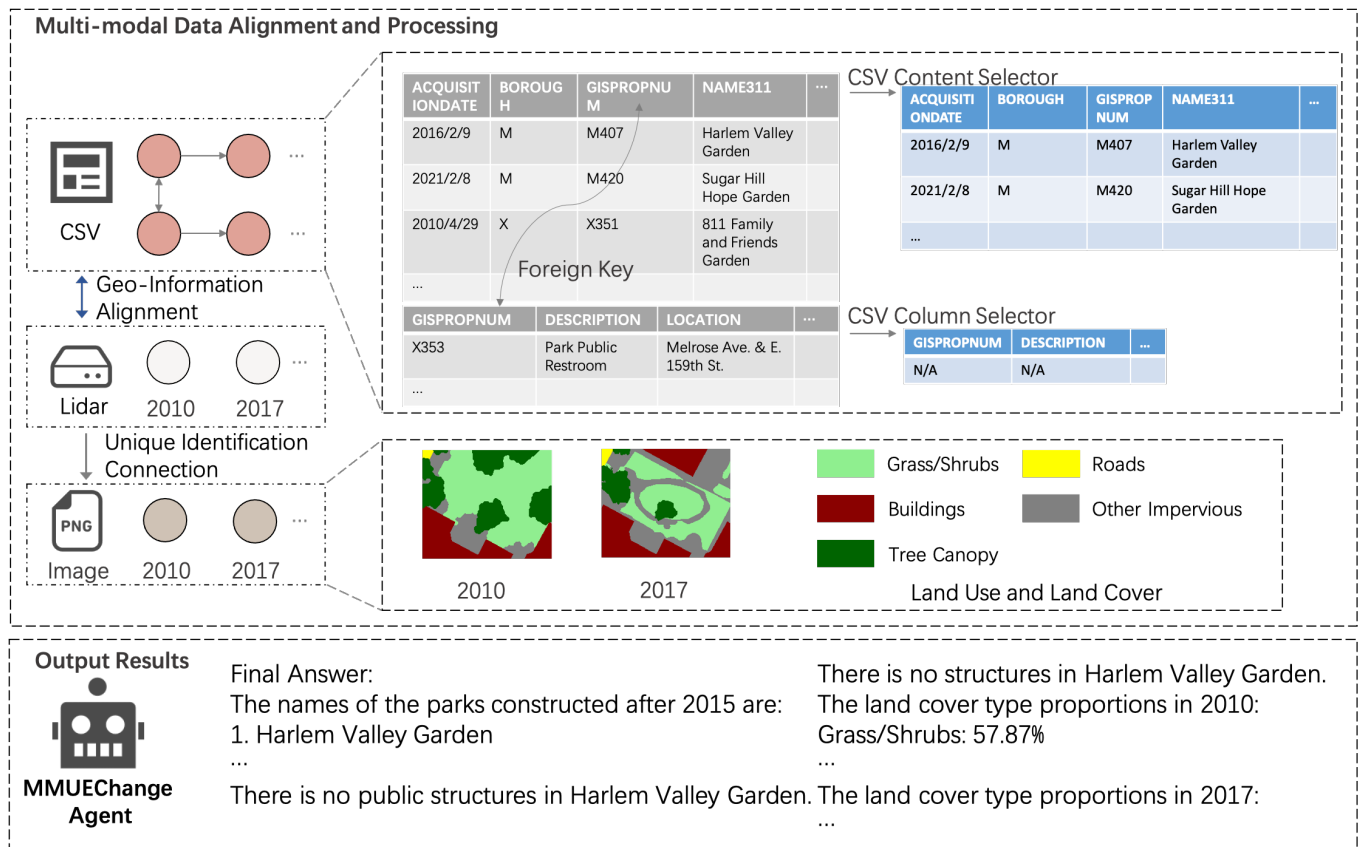 Multi-modal Data Alignment and Processing
CSV
...
...
Geo-Information
Alignment
Lidar
2010
2017
...
Unique Identification
Connection
PNG
Image
2010
2017
...
ACQUISIT
IONDATE
BOROUG
H
GISPROPNU
M
NAME311
...
2016/2/9
M
M407
Harlem Valley
Garden
2021/2/8
M
M420
Sugar Hill
Hope Garden
2010/4/29
X
X351
811 Family
and Friends
Garden
...
Foreign Key
GISPROPNUM
DESCRIPTION
LOCATION
...
X353
Park Public
Restroom
Melrose Ave. & E.
159th St.
...
CSV Content Selector
ACQUISITI
ONDATE
BOROUGH
GISPROP
NUM
NAME311
...
2016/2/9
M
M407
Harlem Valley
Garden
2021/2/8
M
M420
Sugar Hill Hope
Garden
...
CSV Column Selector
GISPROPNUM
DESCRIPTION
...
N/A
N/A
2010
2017
Grass/Shrubs
Roads
Buildings
Other Impervious
Tree Canopy
Land Use and Land Cover
Output Results
MMUEChange
Agent
Final Answer:
The names of the parks constructed after 2015 are:
1. Harlem Valley Garden
...
There is no public structures in Harlem Valley Garden.
There is no structures in Harlem Valley Garden.
The land cover type proportions in 2010:
Grass/Shrubs: 57.87%
...
The land cover type proportions in 2017:
...